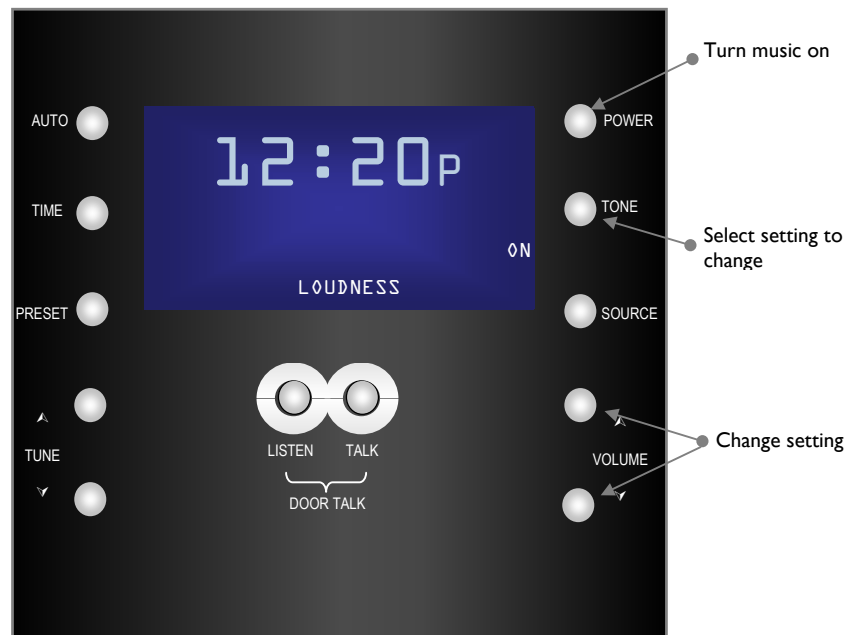 Turn music on
AUTO
POWER
12:20P
TIME
TONE
Select setting to
change
ON
LOUDNESS
PRESET
SOURCE
Change setting
LISTEN TALK
TUNE
VOLUME
DOOR TALK